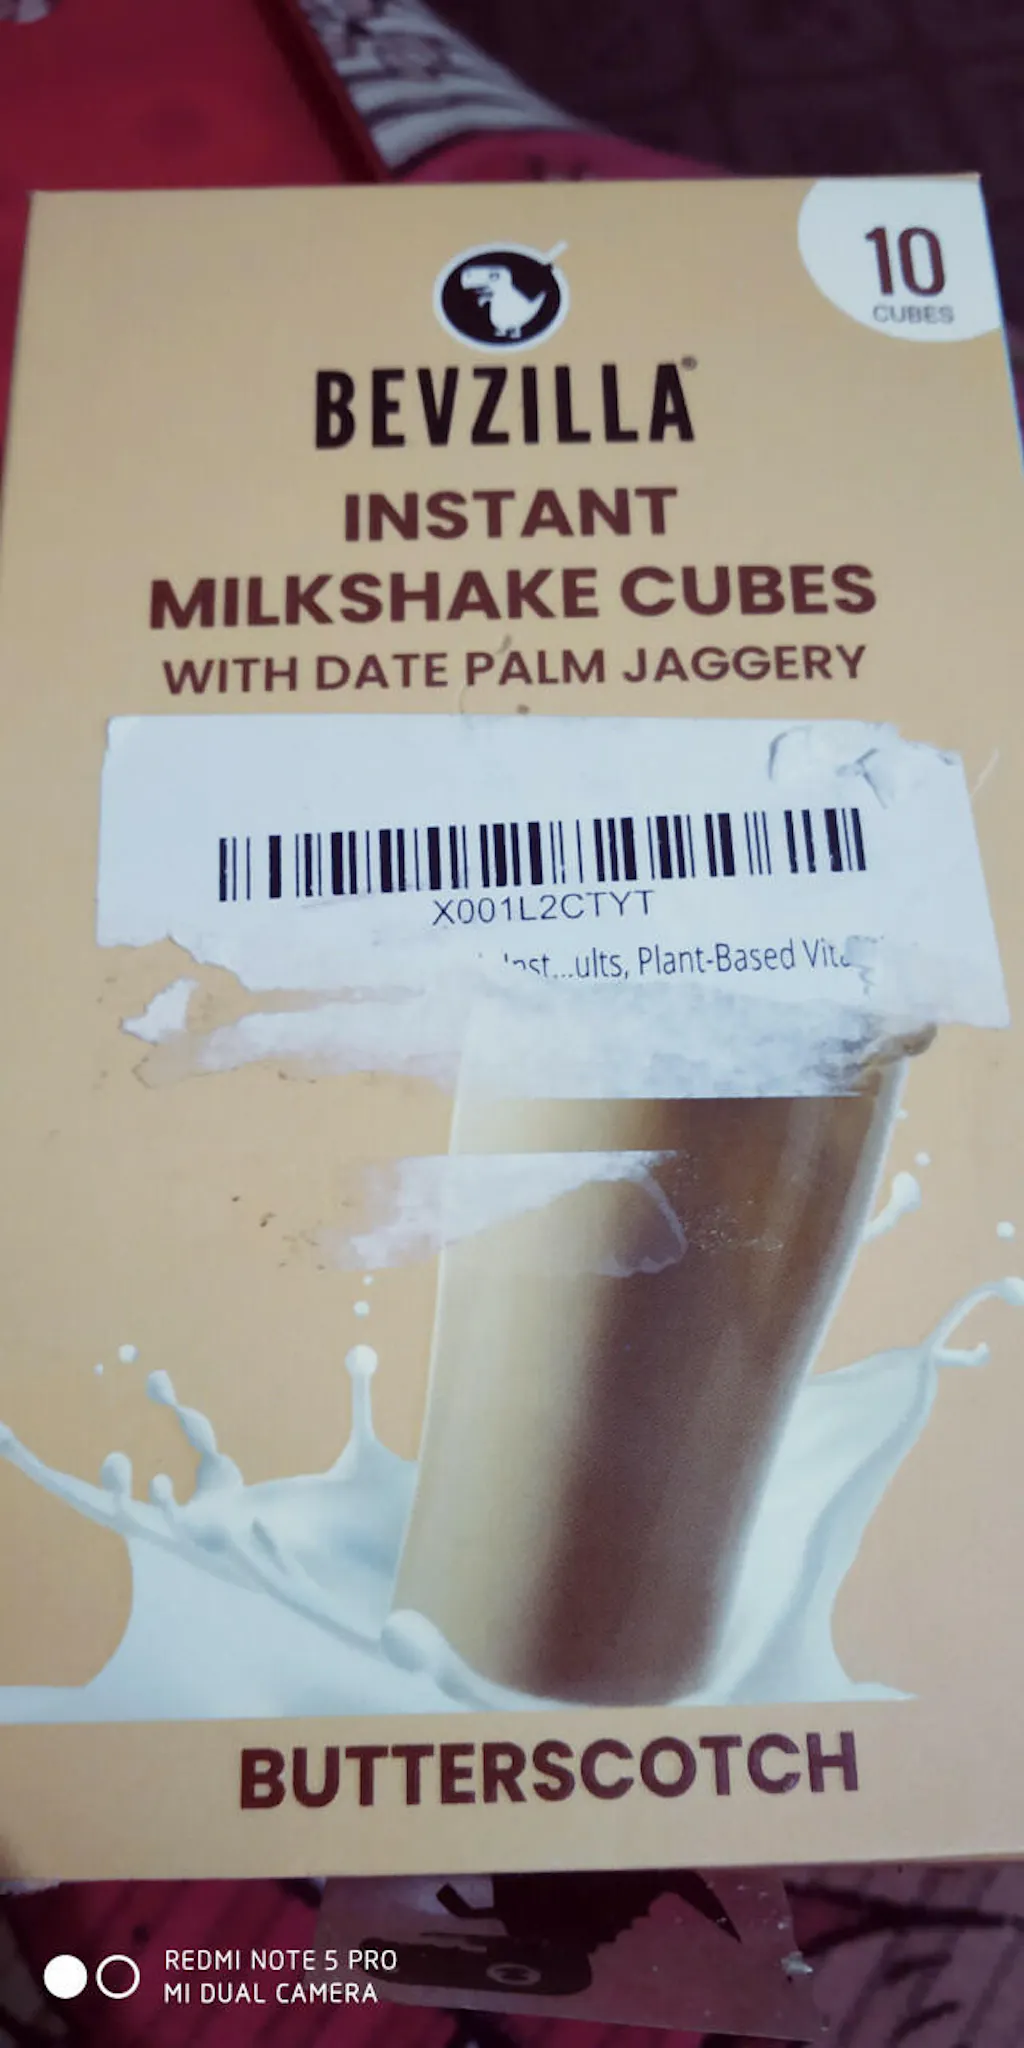 10
CUBES
BEVZILLA®
INSTANT
MILKSHAKE CUBES
WITH DATE PALM JAGGERY
X001L2CTYT
...ults, Plant-Based
BUTTERSCOTCH
REDMI NOTE 5 PRO
MI DUAL CAMERA